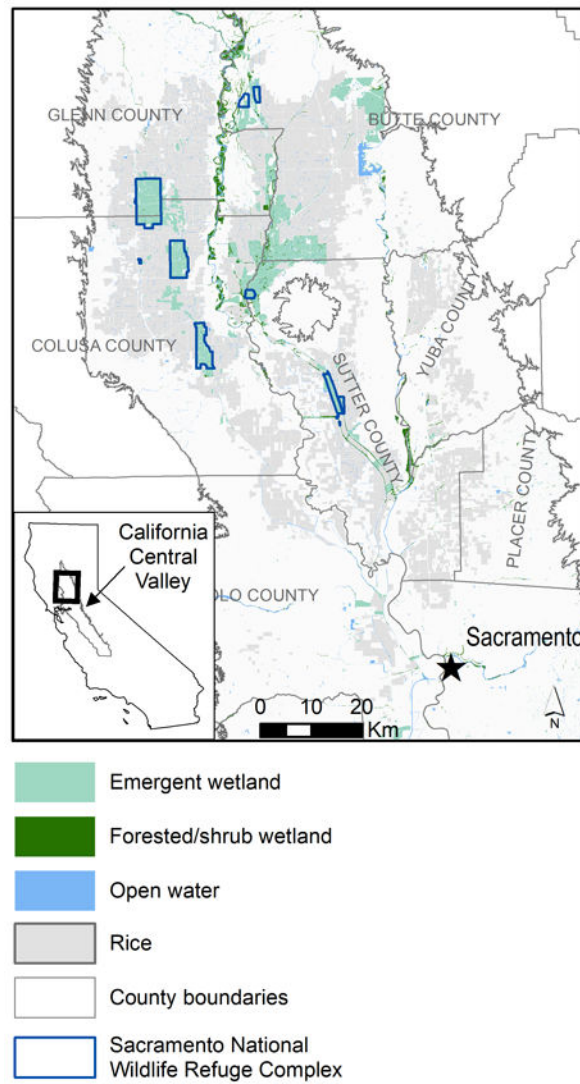 GLENN COUNTY
BUTTE COUNTY
COLUSA COUNTY
SUTTER COUNTY
YUBA COUNTY
PLACER COUNTY
OLO COUNTY
California
Central
Valley
Sacramento
0 10 20
Km
N
Emergent wetland
Forested/shrub wetland
Open water
Rice
County boundaries
Sacramento National
Wildlife Refuge Complex